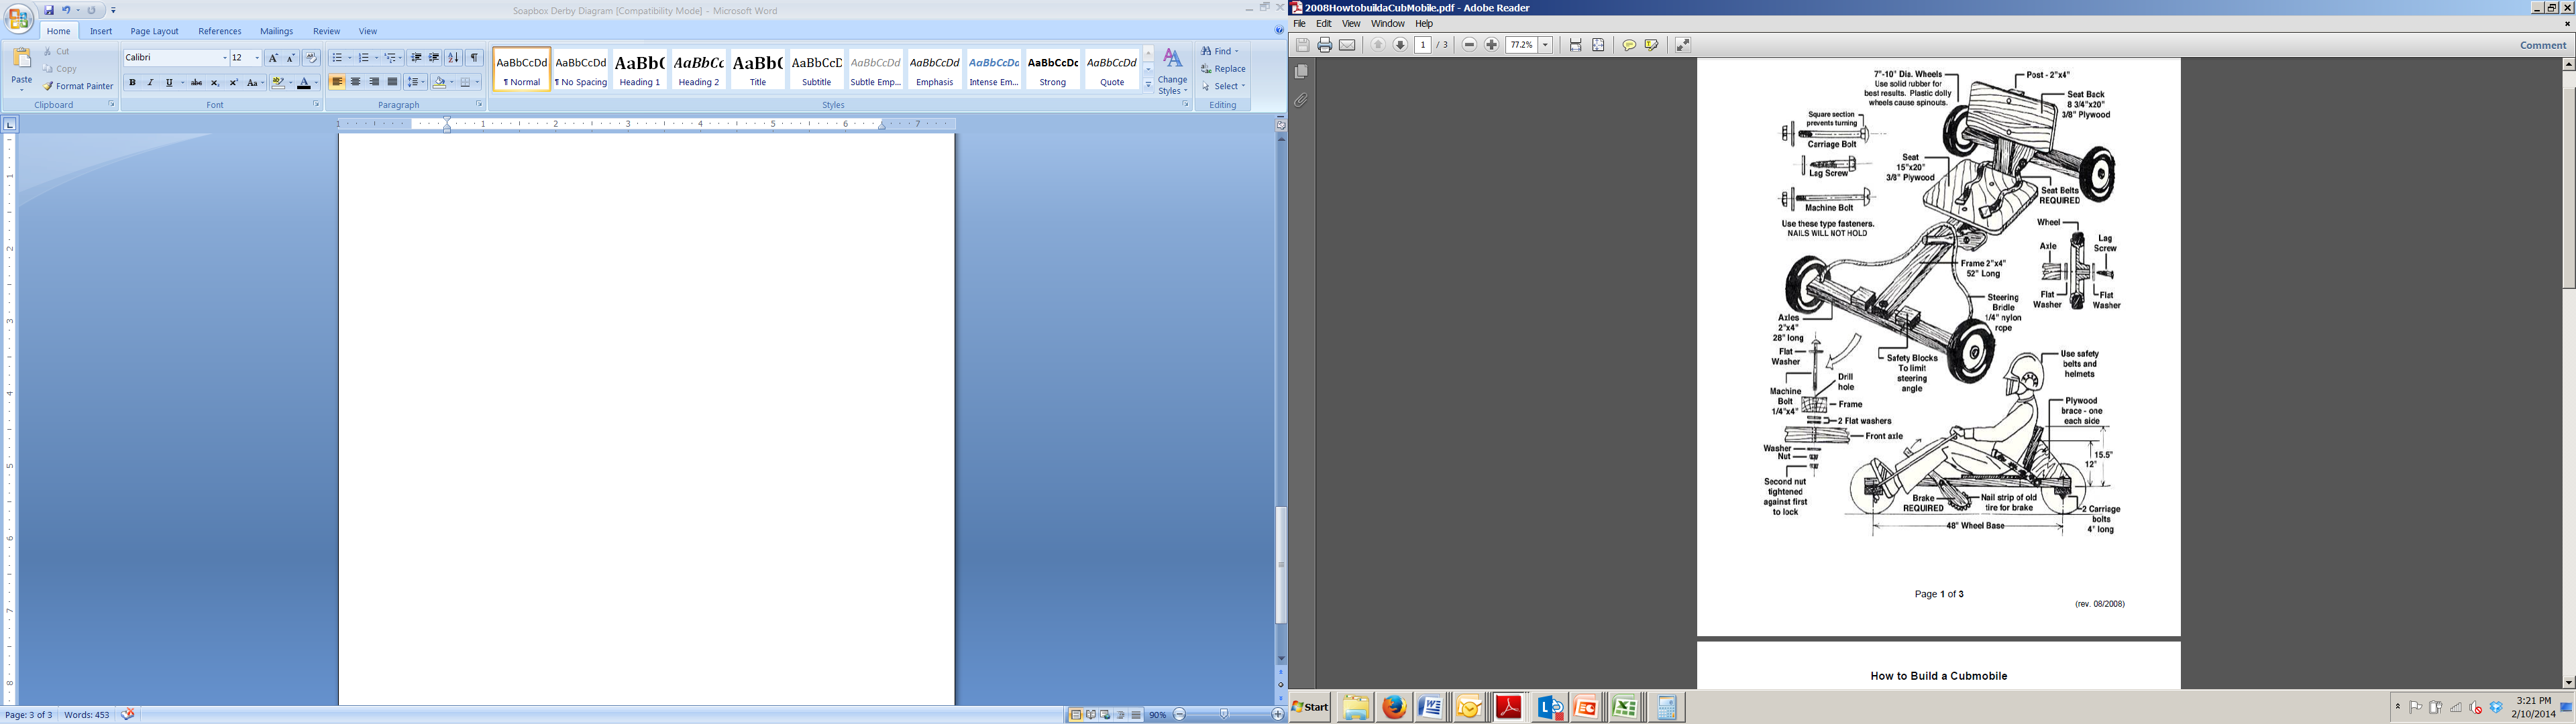 Soapbox Derby Diagram [Compatibility Mode] - Microsoft Word
Home Insert Page Layout References Mailings Review View
Paste
Cut
Copy
Format Painter
Clipboard
Calibri 12
Font
Paragraph
AaBbCcDd AaBbCcDd AaBb( AaBbCc AaBb( AaBbCcD AaBbCcDd AaBbCcDd AaBbCcDd AaBbCcDc AaBbCcDd
¶ Normal ¶ No Spacing Heading 1 Heading 2 Title Subtitle Subtle Emp... Emphasis Intense Em... Strong Quote
Change Styles
Styles
Find
Replace
Select
Editing
Page: 3 of 3 Words: 453
90%
2008HowtobuildaCubMobile.pdf - Adobe Reader
File Edit View Window Help
1 / 3 77.2%
Comment
7"-10" Dia. Wheels
Use solid rubber for
best results. Plastic dolly
wheels cause spinouts.
Post - 2"x4"
Seat Back
8 3/4"x20"
3/8" Plywood
Square section
prevents turning
Carriage Bolt
Lag Screw
Machine Bolt
Use these type fasteners.
NAILS WILL NOT HOLD
Seat
15"x20"
3/8" Plywood
Seat Belts
REQUIRED
Wheel
Axle
Lag
Screw
Flat
Washer
Flat
Washer
Frame 2"x4"
52" Long
Steering
Bridle
1/4" nylon
rope
Axles
2"x4"
28" long
Safety Blocks
To limit
steering
angle
Flat
Washer
Drill
hole
Machine
Bolt
1/4"x4"
Frame
2 Flat washers
Front axle
Washer
Nut
Second nut
tightened
against first
to lock
Use safety
belts and
helmets
Plywood
brace - one
each side
15.5"
12"
Brake
REQUIRED
Nail strip of old
tire for brake
2 Carriage
bolts
4" long
48" Wheel Base
Page 1 of 3
(rev. 08/2008)
How to Build a Cubmobile
Start
3:21 PM
2/10/2014